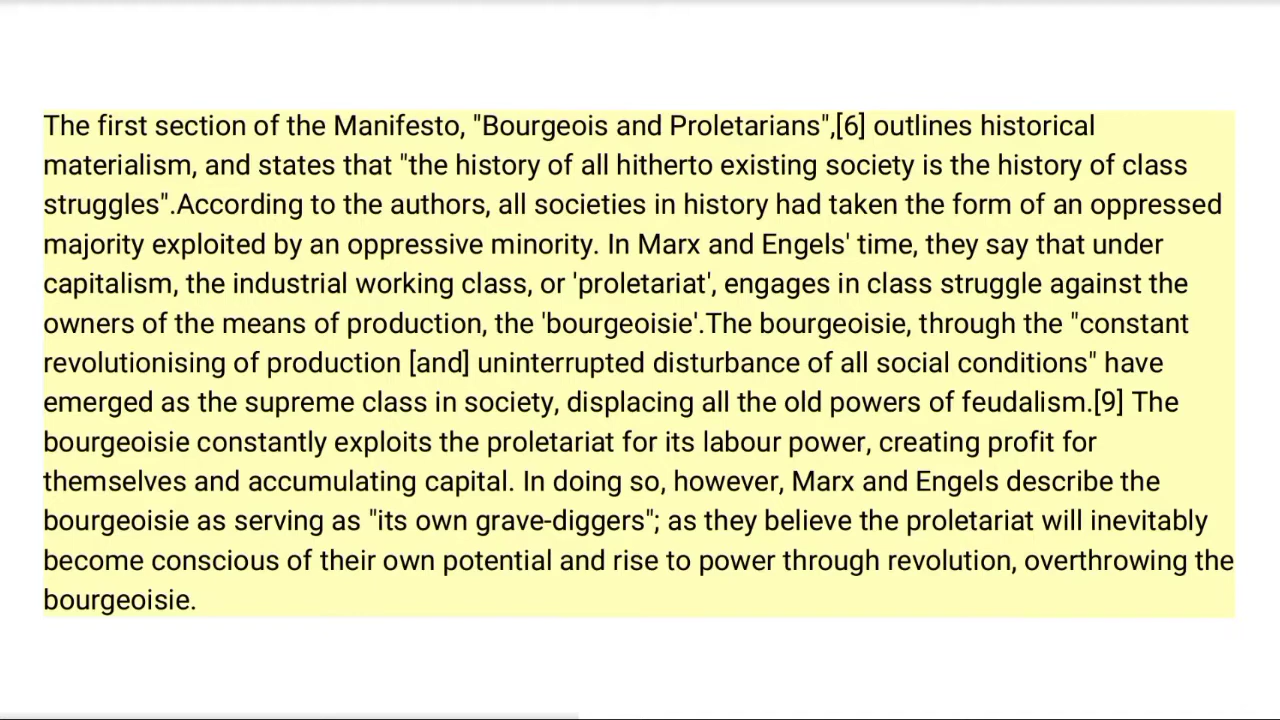 The first section of the Manifesto, "Bourgeois and Proletarians",[6] outlines historical
materialism, and states that "the history of all hitherto existing society is the history of class
struggles".According to the authors, all societies in history had taken the form of an oppressed
majority exploited by an oppressive minority. In Marx and Engels' time, they say that under
capitalism, the industrial working class, or 'proletariat', engages in class struggle against the
owners of the means of production, the 'bourgeoisie'.The bourgeoisie, through the "constant
revolutionising of production [and] uninterrupted disturbance of all social conditions" have
emerged as the supreme class in society, displacing all the old powers of feudalism.[9] The
bourgeoisie constantly exploits the proletariat for its labour power, creating profit for
themselves and accumulating capital. In doing so, however, Marx and Engels describe the
bourgeoisie as serving as "its own grave-diggers"; as they believe the proletariat will inevitably
become conscious of their own potential and rise to power through revolution, overthrowing the
bourgeoisie.